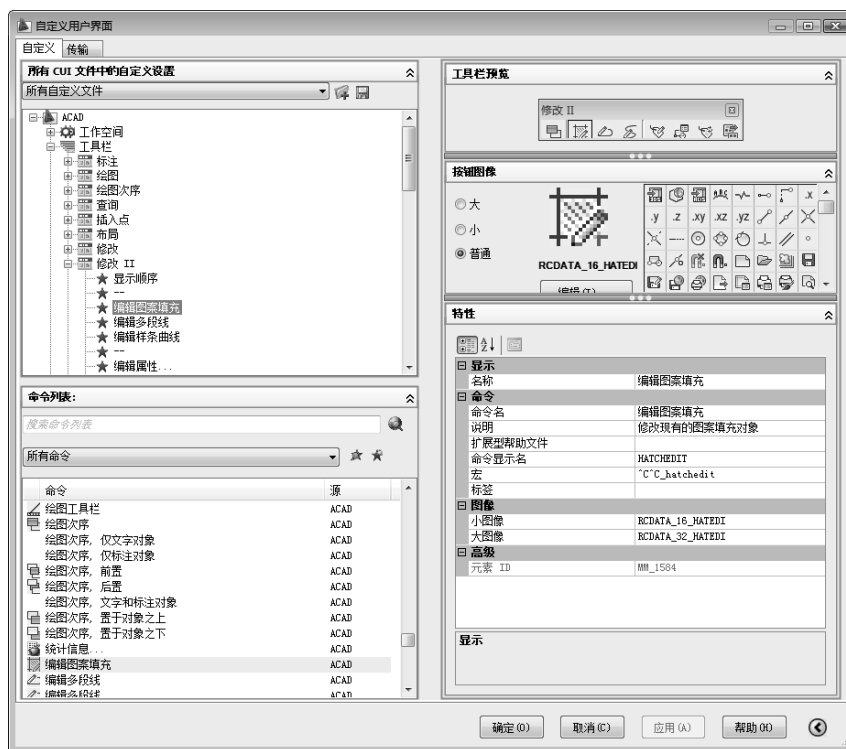 自定义用户界面
自定义 传输
所有 CUI 文件中的自定义设置
所有自定义文件
ACAD
工作空间
工具栏
标注
绘图
绘图次序
查询
插入点
布局
修改
修改 II
显示顺序
--
编辑图案填充
编辑多段线
编辑样条曲线
--
编辑属性...
命令列表:
搜索命令列表
所有命令
命令 源
绘图工具栏 ACAD
绘图次序 ACAD
绘图次序, 仅文字对象 ACAD
绘图次序, 仅标注对象 ACAD
绘图次序, 前置 ACAD
绘图次序, 后置 ACAD
绘图次序, 文字和标注对象 ACAD
绘图次序, 置于对象之上 ACAD
绘图次序, 置于对象之下 ACAD
统计信息... ACAD
编辑图案填充 ACAD
编辑多段线 ACAD
编辑多段线 ACAD
工具栏预览
修改 II
按钮图像
大
小
普通
RCDATA_16_HATEDI
编辑(T)
ABC
.x
.y .z .xy .xz .yz
特性
显示
名称 编辑图案填充
命令
命令名 编辑图案填充
说明 修改现有的图案填充对象
扩展型帮助文件
命令显示名 HATCHEDIT
宏 ^C^C_hatchedit
标签
图像
小图像 RCDATA_16_HATEDI
大图像 RCDATA_32_HATEDI
高级
元素 ID MM_1584
显示
确定(O) 取消(C) 应用(A) 帮助(H)